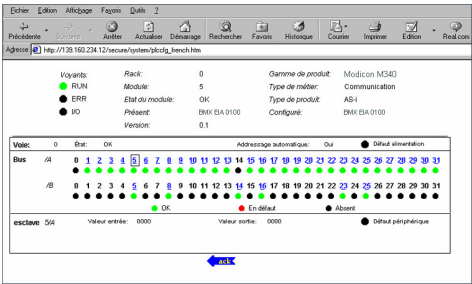 Fichier Edition Affichage Favoris Outils ?
Précédente Suivante Arrêter Actualiser Démarrage Rechercher Favoris Historique Courrier Imprimer Edition Real.com
Adresse http://139.160.234.12/secure/system/plccfg_french.htm
Voyants: Rack: 0 Gamme de produit: Modicon M340
RUN Module: 5 Type de métier: Communication
ERR Etat du module: OK Type de produit: AS-i
I/O Présent: BMX EIA 0100 Configuré: BMX EIA 0100
Version: 0.1
Voie: 0 État: OK Addressage automatique: Oui Défaut alimentation
Bus /A 0 1 2 3 4 5 6 7 8 9 10 11 12 13 14 15 16 17 18 19 20 21 22 23 24 25 26 27 28 29 30 31
/B 0 1 2 3 4 5 6 7 8 9 10 11 12 13 14 15 16 17 18 19 20 21 22 23 24 25 26 27 28 29 30 31
OK En défaut Absent
esclave 5/4 Valeur entrée: 0000 Valeur sortie: 0000 Défaut périphérique